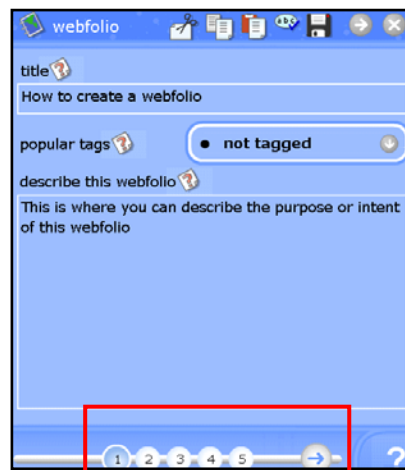 webfolio
title
How to create a webfolio
popular tags
not tagged
describe this webfolio
This is where you can describe the purpose or intent
of this webfolio
1 2 3 4 5
?